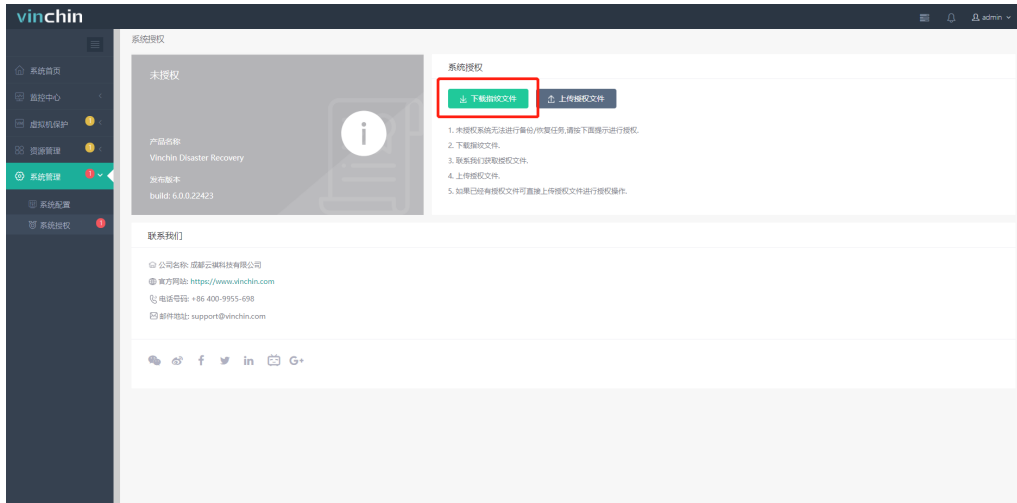 vinchin
admin
系统授权
系统首页
监控中心
虚拟机保护 1
资源管理 1
系统管理 1
系统配置
系统授权 1
未授权
产品名称
Vinchin Disaster Recovery
发布版本
build: 6.0.0.22423
系统授权
下载指纹文件 上传授权文件
1. 未授权系统无法进行备份/恢复任务,请按下面提示进行授权.
2. 下载指纹文件.
3. 联系我们获取授权文件.
4. 上传授权文件.
5. 如果已经有授权文件可直接上传授权文件进行授权操作.
联系我们
公司名称: 成都云祺科技有限公司
官方网站: https://www.vinchin.com
电话号码: +86 400-9955-698
邮件地址: support@vinchin.com